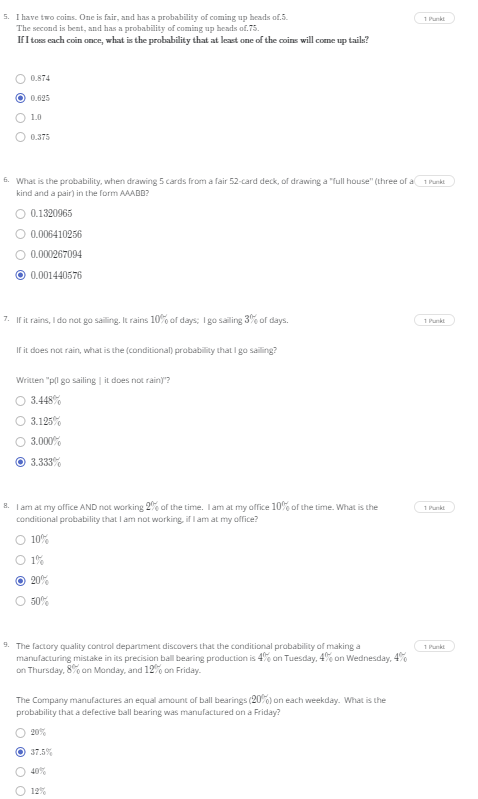 5. I have two coins. One is fair, and has a probability of coming up heads of.5. 1 Punkt
The second is bent, and has a probability of coming up heads of.75.
If I toss each coin once, what is the probability that at least one of the coins will come up tails?
0.874
0.625
1.0
0.375
6. What is the probability, when drawing 5 cards from a fair 52-card deck, of drawing a "full house" (three of a 1 Punkt
kind and a pair) in the form AAABB?
0.1320965
0.006410256
0.000267094
0.001440576
7. If it rains, I do not go sailing. It rains 10% of days; I go sailing 3% of days. 1 Punkt
If it does not rain, what is the (conditional) probability that I go sailing?
Written "p(I go sailing | it does not rain)"?
3.448%
3.125%
3.000%
3.333%
8. I am at my office AND not working 2% of the time. I am at my office 10% of the time. What is the 1 Punkt
conditional probability that I am not working, if I am at my office?
10%
1%
20%
50%
9. The factory quality control department discovers that the conditional probability of making a 1 Punkt
manufacturing mistake in its precision ball bearing production is 4% on Tuesday, 4% on Wednesday, 4%
on Thursday, 8% on Monday, and 12% on Friday.
The Company manufactures an equal amount of ball bearings (20%) on each weekday. What is the
probability that a defective ball bearing was manufactured on a Friday?
20%
37.5%
40%
12%